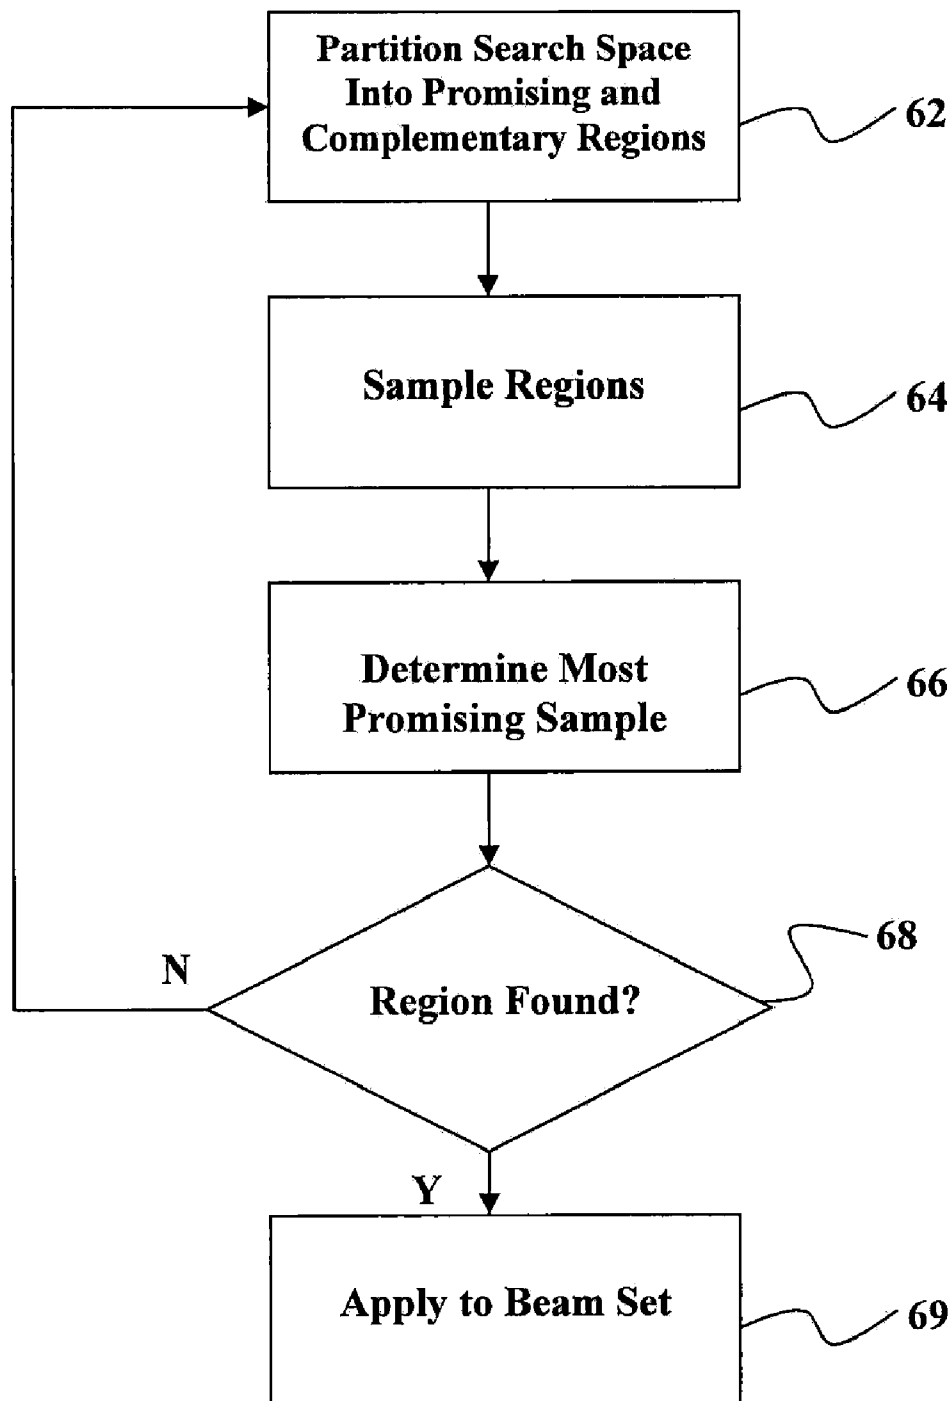 Partition Search Space
Into Promising and
Complementary Regions
62
Sample Regions
64
Determine Most
Promising Sample
66
N
Region Found?
68
Y
Apply to Beam Set
69